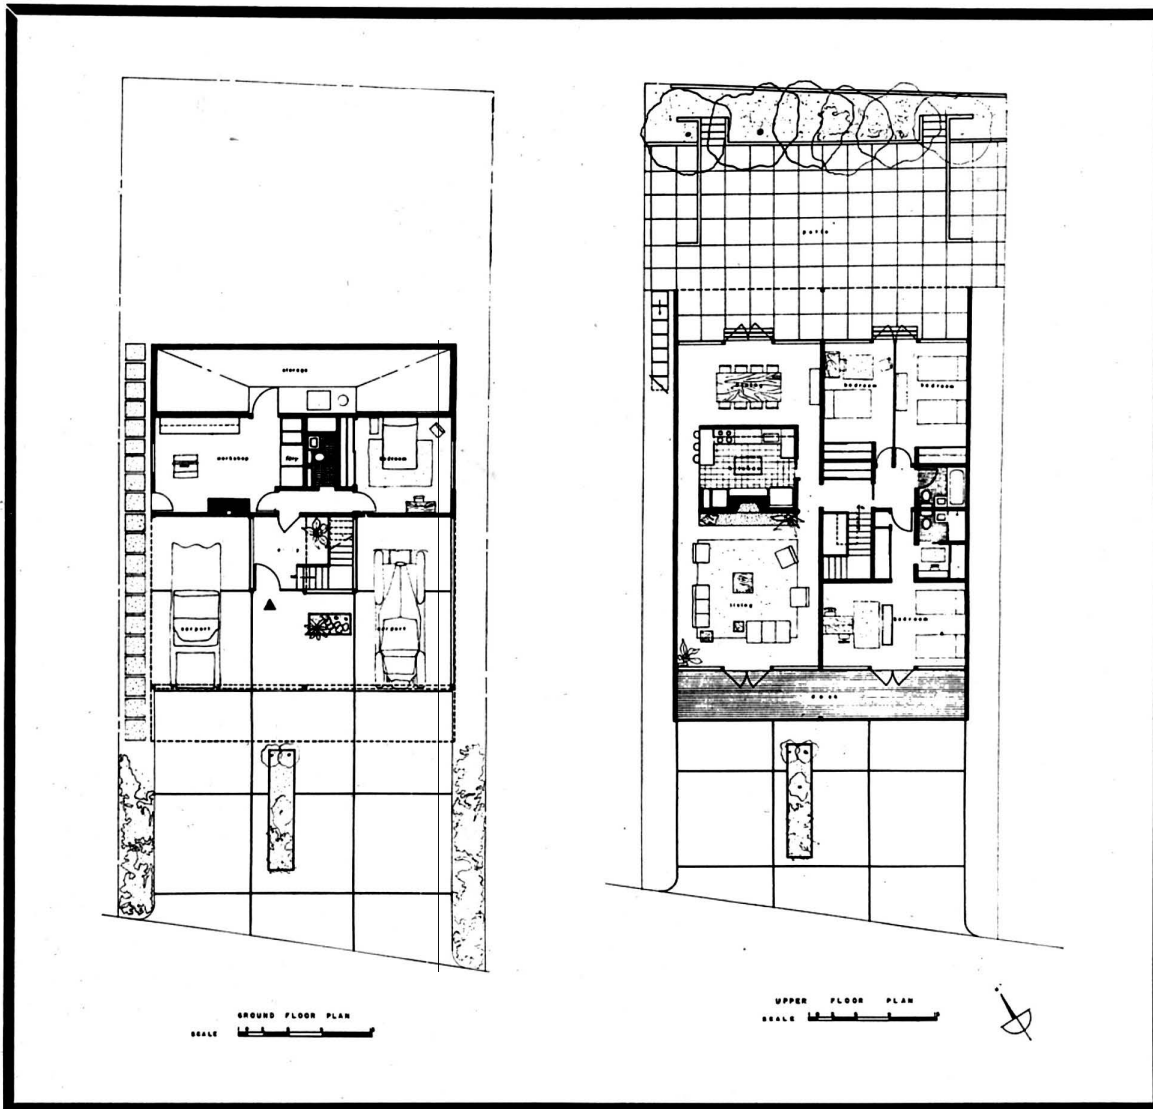 storage
workshop
bedroom
carport
carport
GROUND FLOOR PLAN
SCALE
patio
dining
bedroom
bedroom
kitchen
living
bedroom
deck
UPPER FLOOR PLAN
SCALE